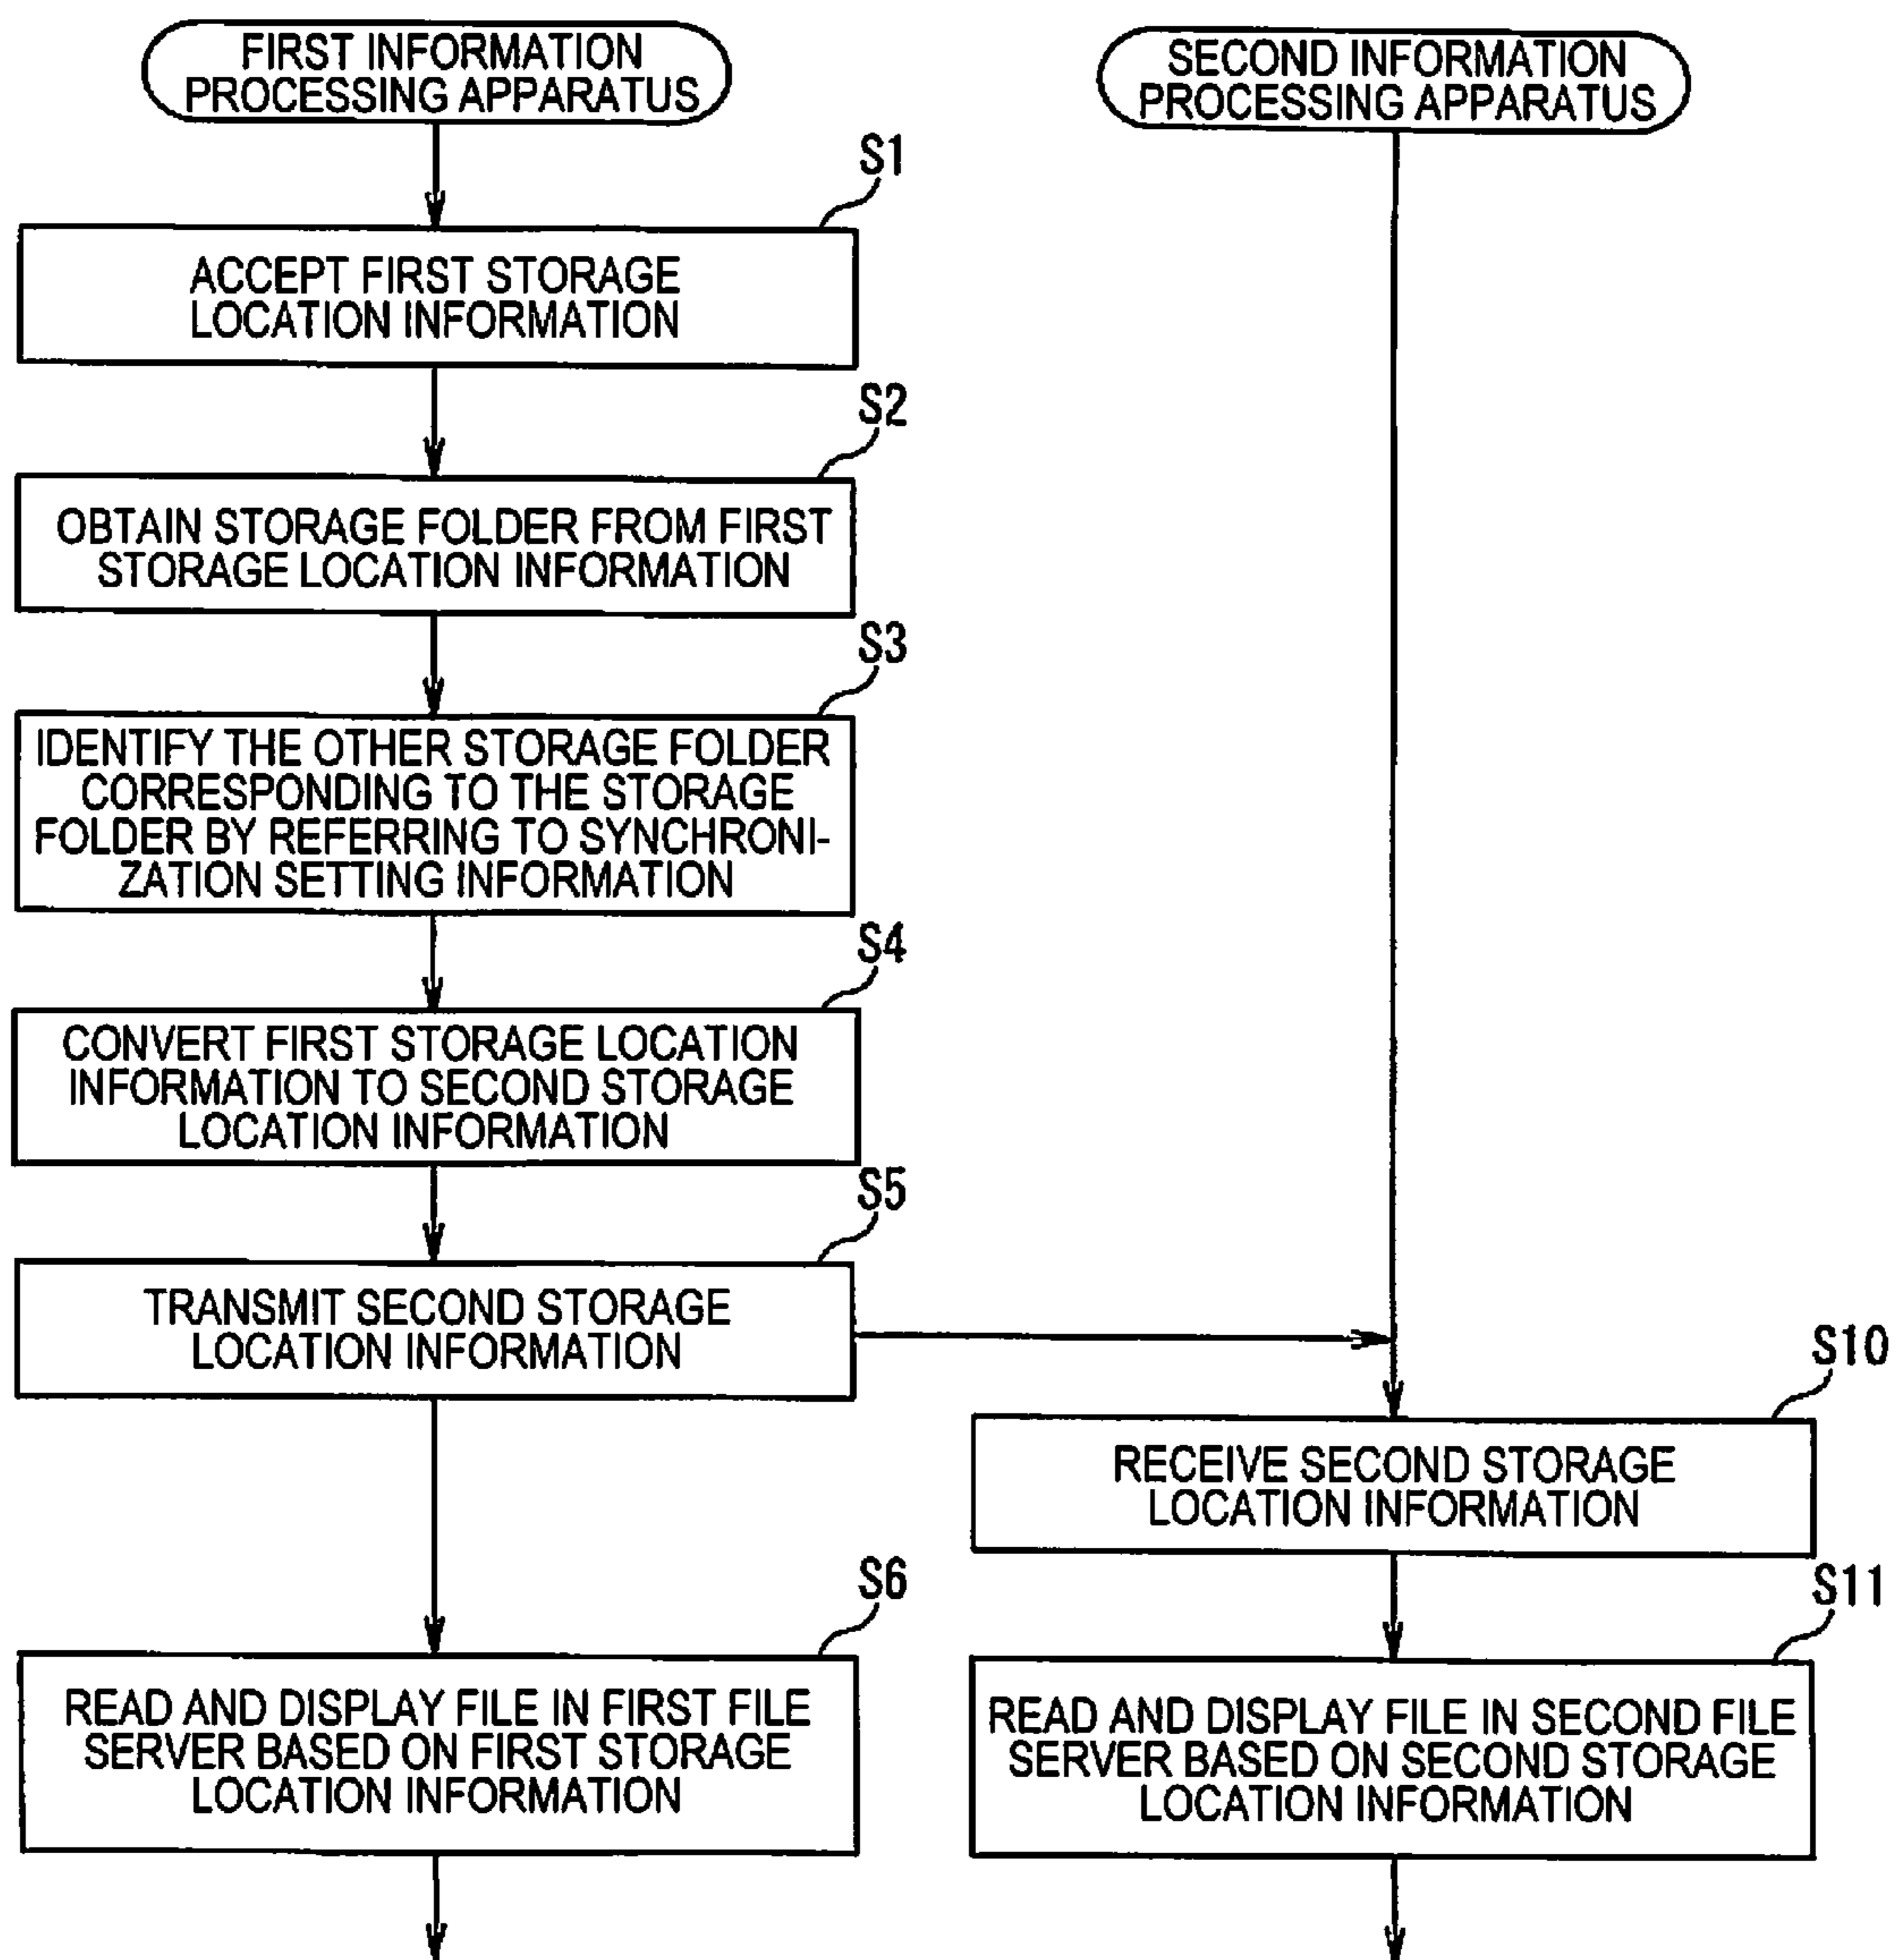 FIRST INFORMATION
PROCESSING APPARATUS
SECOND INFORMATION
PROCESSING APPARATUS
S1
ACCEPT FIRST STORAGE
LOCATION INFORMATION
S2
OBTAIN STORAGE FOLDER FROM FIRST
STORAGE LOCATION INFORMATION
S3
IDENTIFY THE OTHER STORAGE FOLDER
CORRESPONDING TO THE STORAGE
FOLDER BY REFERRING TO SYNCHRONI-
ZATION SETTING INFORMATION
S4
CONVERT FIRST STORAGE LOCATION
INFORMATION TO SECOND STORAGE
LOCATION INFORMATION
S5
TRANSMIT SECOND STORAGE
LOCATION INFORMATION
S10
RECEIVE SECOND STORAGE
LOCATION INFORMATION
S6
READ AND DISPLAY FILE IN FIRST FILE
SERVER BASED ON FIRST STORAGE
LOCATION INFORMATION
S11
READ AND DISPLAY FILE IN SECOND FILE
SERVER BASED ON SECOND STORAGE
LOCATION INFORMATION